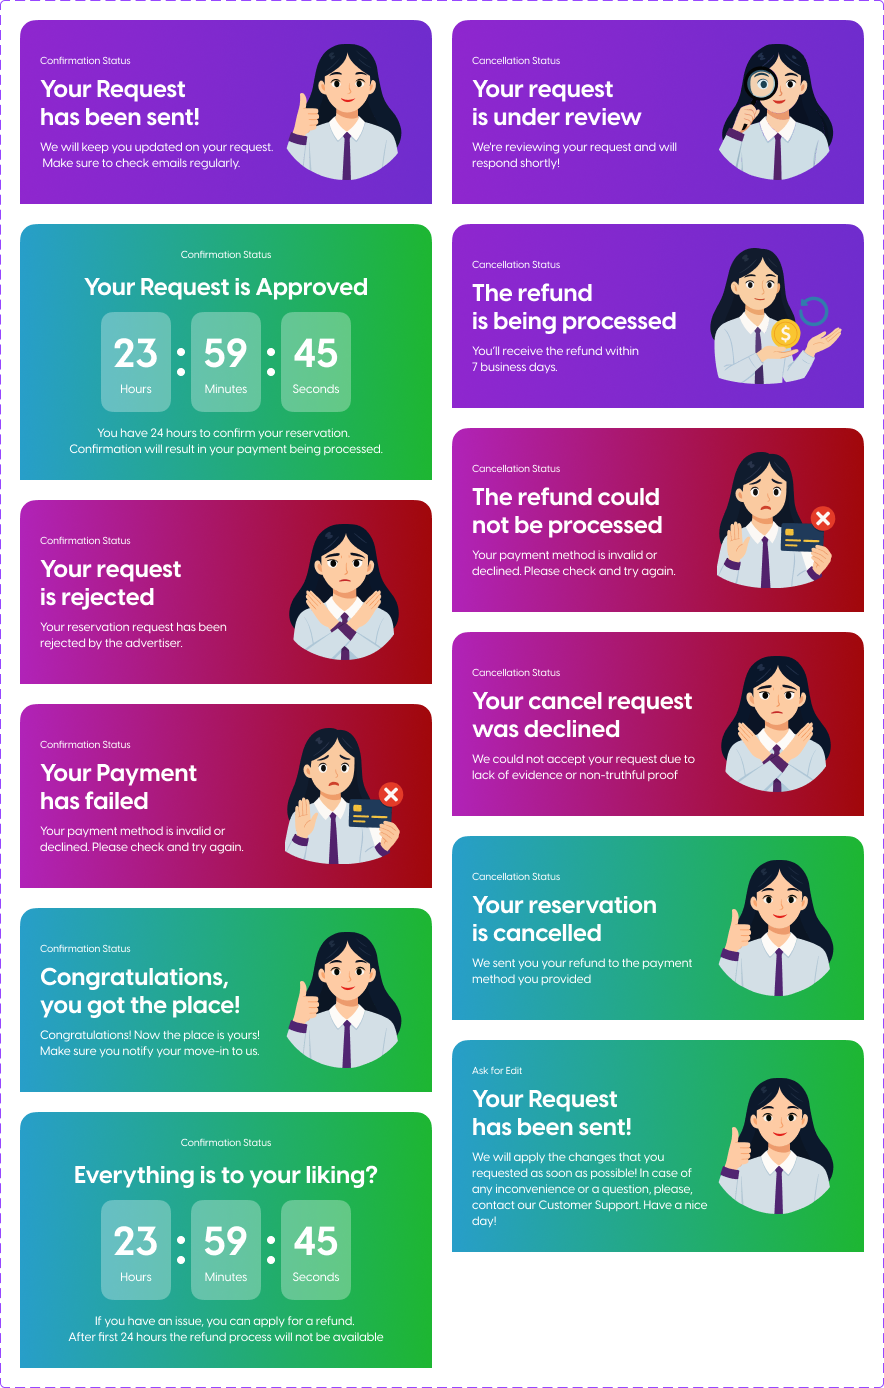 Confirmation Status
Your Request
has been sent!
We will keep you updated on your request.
Make sure to check emails regularly.
Confirmation Status
Your Request is Approved
23 : 59 : 45
Hours Minutes Seconds
You have 24 hours to confirm your reservation.
Confirmation will result in your payment being processed.
Confirmation Status
Your request
is rejected
Your reservation request has been
rejected by the advertiser.
Confirmation Status
Your Payment
has failed
Your payment method is invalid or
declined. Please check and try again.
Confirmation Status
Congratulations,
you got the place!
Congratulations! Now the place is yours!
Make sure you notify your move-in to us.
Confirmation Status
Everything is to your liking?
23 : 59 : 45
Hours Minutes Seconds
If you have an issue, you can apply for a refund.
After first 24 hours the refund process will not be available
Cancellation Status
Your request
is under review
We're reviewing your request and will
respond shortly!
Cancellation Status
The refund
is being processed
You'll receive the refund within
7 business days.
$
Cancellation Status
The refund could
not be processed
Your payment method is invalid or
declined. Please check and try again.
Cancellation Status
Your cancel request
was declined
We could not accept your request due to
lack of evidence or non-truthful proof
Cancellation Status
Your reservation
is cancelled
We sent you your refund to the payment
method you provided
Ask for Edit
Your Request
has been sent!
We will apply the changes that you
requested as soon as possible! In case of
any inconvenience or a question, please,
contact our Customer Support. Have a nice
day!